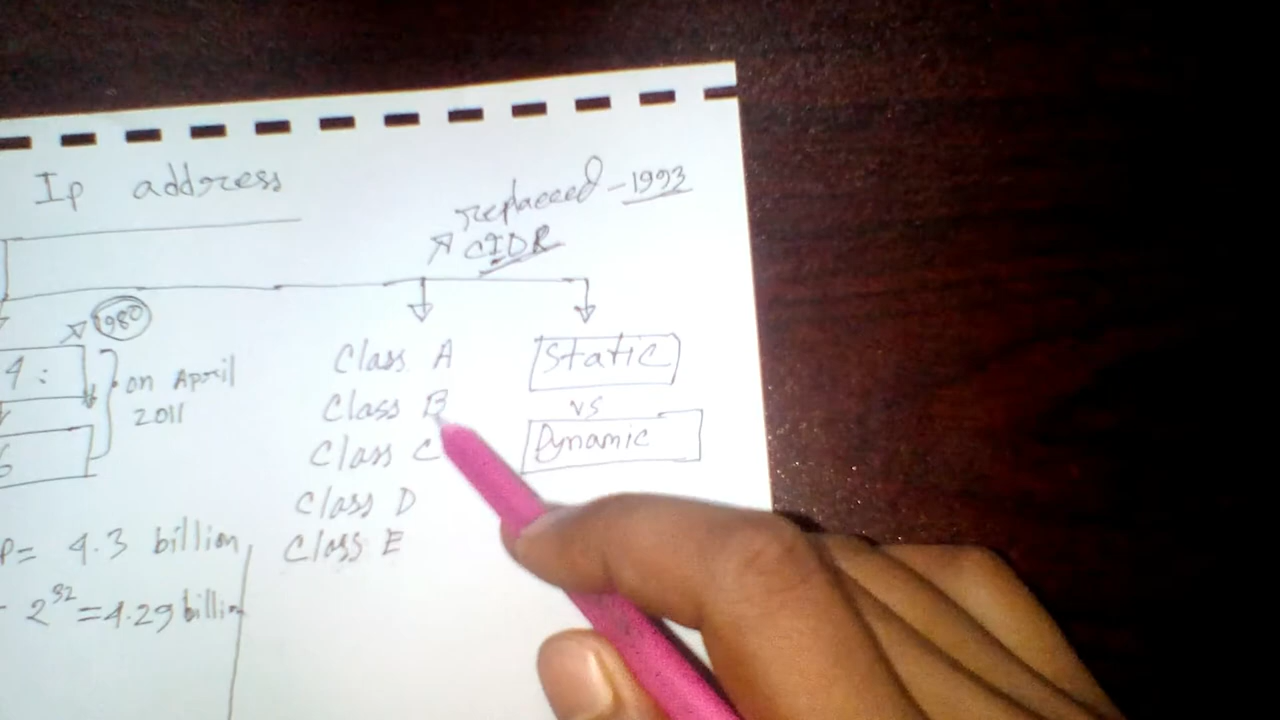 Ip address
replaceed - 1993
CIDR
1980
4 :
on April
2011
6
Class A
Class B
Class C
Class D
Class E
Static
vs
Dynamic
P= 4.3 billion
2^32 = 4.29 billion